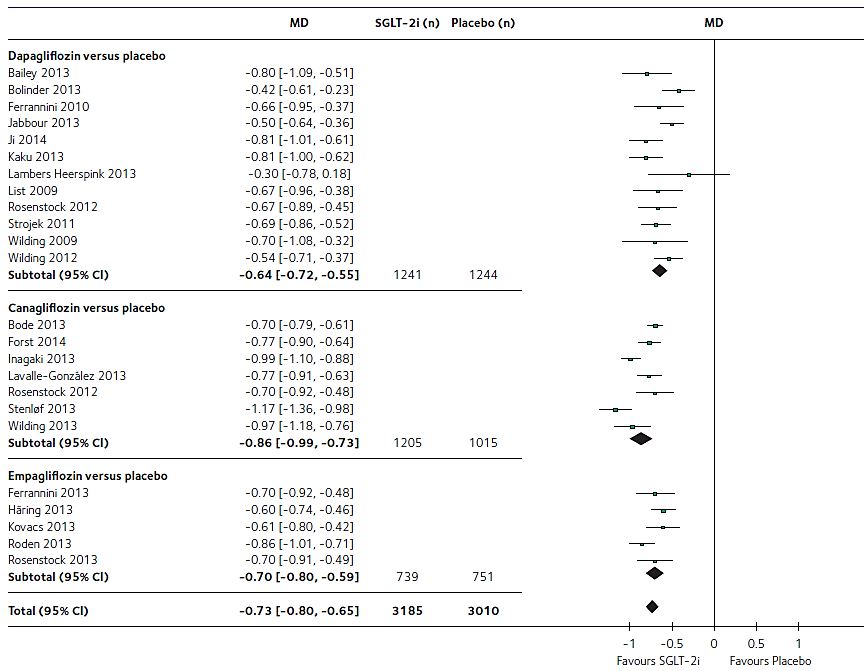 MD SGLT-2i (n) Placebo (n) MD
Dapagliflozin versus placebo
Bailey 2013 -0.80 [-1.09, -0.51]
Bolinder 2013 -0.42 [-0.61, -0.23]
Ferrannini 2010 -0.66 [-0.95, -0.37]
Jabbour 2013 -0.50 [-0.64, -0.36]
Ji 2014 -0.81 [-1.01, -0.61]
Kaku 2013 -0.81 [-1.00, -0.62]
Lambers Heerspink 2013 -0.30 [-0.78, 0.18]
List 2009 -0.67 [-0.96, -0.38]
Rosenstock 2012 -0.67 [-0.89, -0.45]
Strojek 2011 -0.69 [-0.86, -0.52]
Wilding 2009 -0.70 [-1.08, -0.32]
Wilding 2012 -0.54 [-0.71, -0.37]
Subtotal (95% CI) -0.64 [-0.72, -0.55] 1241 1244
Canagliflozin versus placebo
Bode 2013 -0.70 [-0.79, -0.61]
Forst 2014 -0.77 [-0.90, -0.64]
Inagaki 2013 -0.99 [-1.10, -0.88]
Lavalle-González 2013 -0.77 [-0.91, -0.63]
Rosenstock 2012 -0.70 [-0.92, -0.48]
Stenløf 2013 -1.17 [-1.36, -0.98]
Wilding 2013 -0.97 [-1.18, -0.76]
Subtotal (95% CI) -0.86 [-0.99, -0.73] 1205 1015
Empagliflozin versus placebo
Ferrannini 2013 -0.70 [-0.92, -0.48]
Häring 2013 -0.60 [-0.74, -0.46]
Kovacs 2013 -0.61 [-0.80, -0.42]
Roden 2013 -0.86 [-1.01, -0.71]
Rosenstock 2013 -0.70 [-0.91, -0.49]
Subtotal (95% CI) -0.70 [-0.80, -0.59] 739 751
Total (95% CI) -0.73 [-0.80, -0.65] 3185 3010
-1 -0.5 0 0.5 1
Favours SGLT-2i Favours Placebo